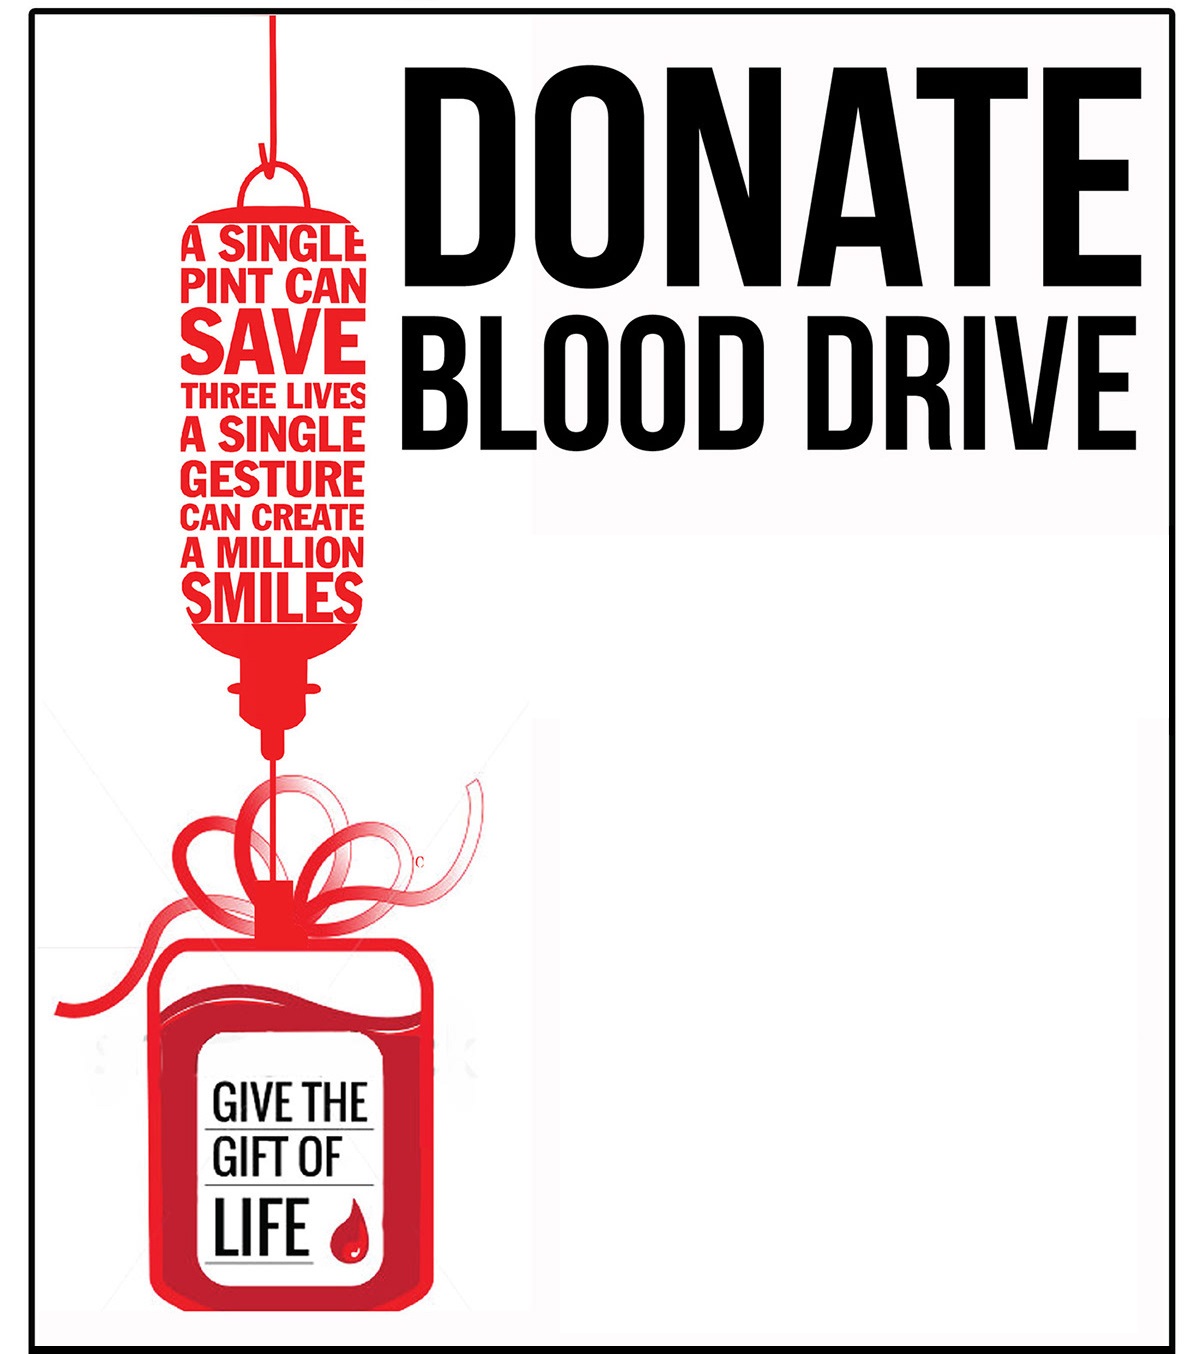 DONATE
BLOOD DRIVE
A SINGLE
PINT CAN
SAVE
THREE LIVES
A SINGLE
GESTURE
CAN CREATE
A MILLION
SMILES
GIVE THE
GIFT OF
LIFE